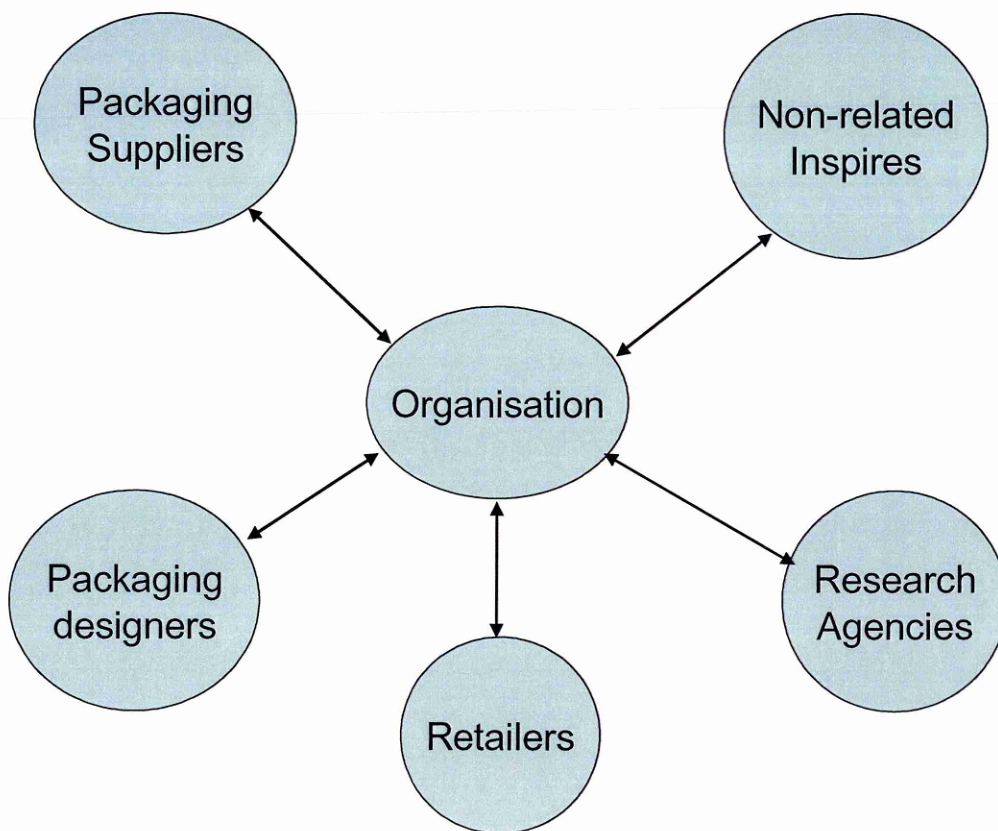 Packaging
Suppliers
Non-related
Inspires
Organisation
Packaging
designers
Retailers
Research
Agencies